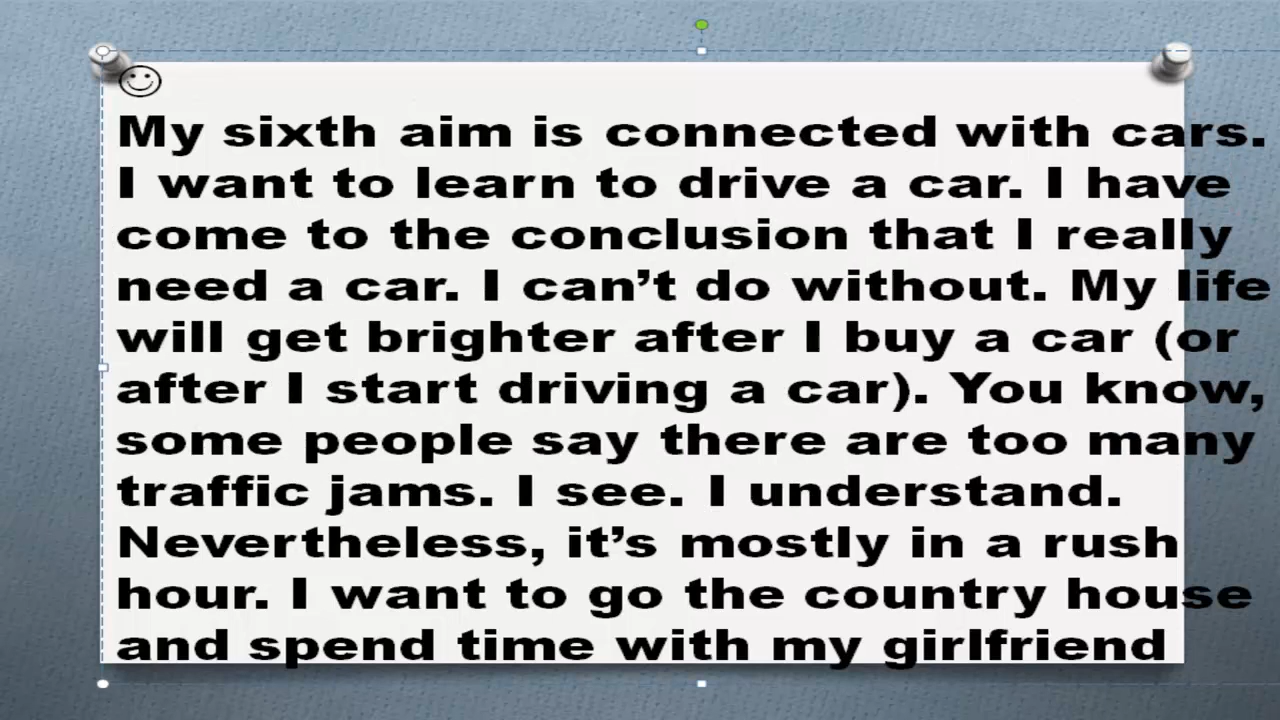 My sixth aim is connected with cars.
I want to learn to drive a car. I have
come to the conclusion that I really
need a car. I can’t do without. My life
will get brighter after I buy a car (or
after I start driving a car). You know,
some people say there are too many
traffic jams. I see. I understand.
Nevertheless, it’s mostly in a rush
hour. I want to go the country house
and spend time with my girlfriend